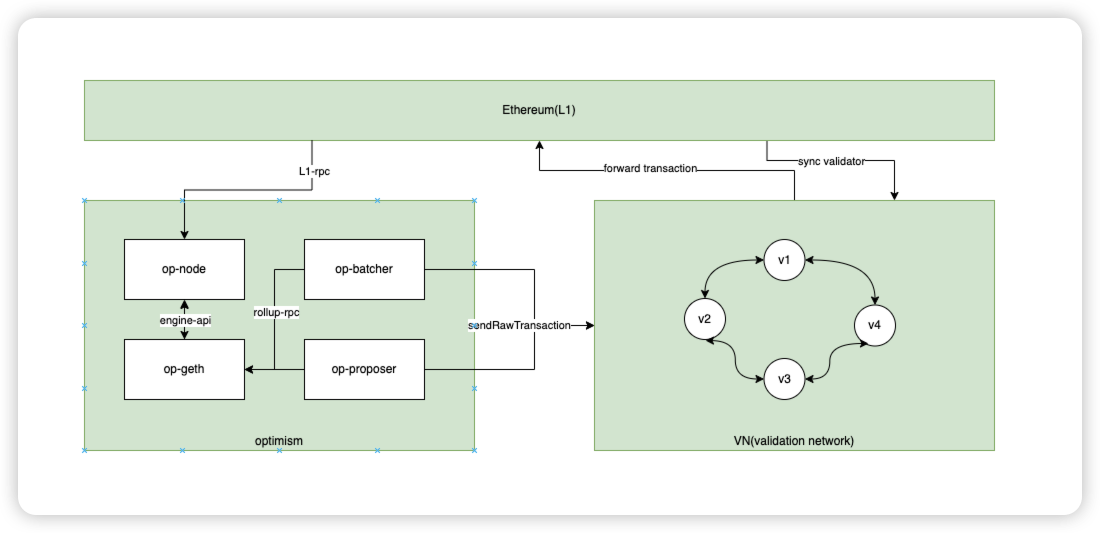 Ethereum(L1)
L1-rpc
forward transaction
sync validator
op-node
op-batcher
engine-api
rollup-rpc
op-geth
op-proposer
optimism
sendRawTransaction
v1
v2
v4
v3
VN(validation network)